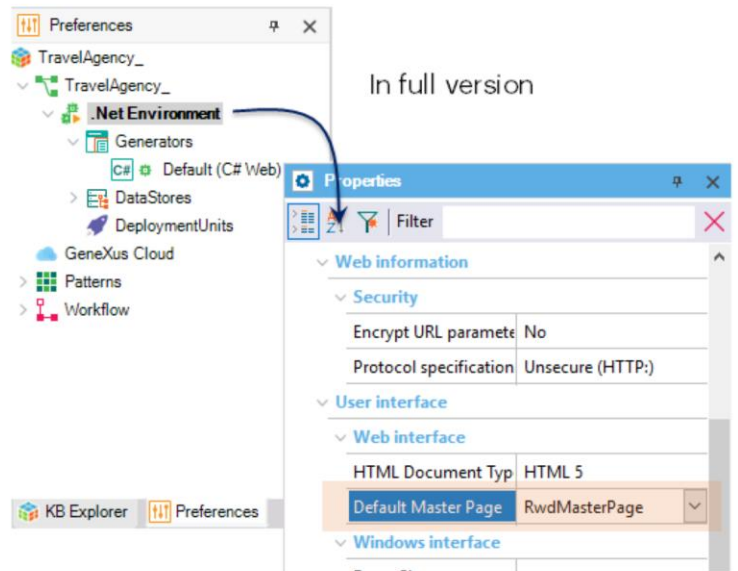 Preferences
TravelAgency_
TravelAgency_
In full version
.Net Environment
Generators
C# Default (C# Web)
DataStores
DeploymentUnits
GeneXus Cloud
Patterns
Workflow
KB Explorer
Preferences
Properties
Filter
Web information
Security
Encrypt URL paramete No
Protocol specification Unsecure (HTTP:)
User interface
Web interface
HTML Document Typ HTML 5
Default Master Page RwdMasterPage
Windows interface